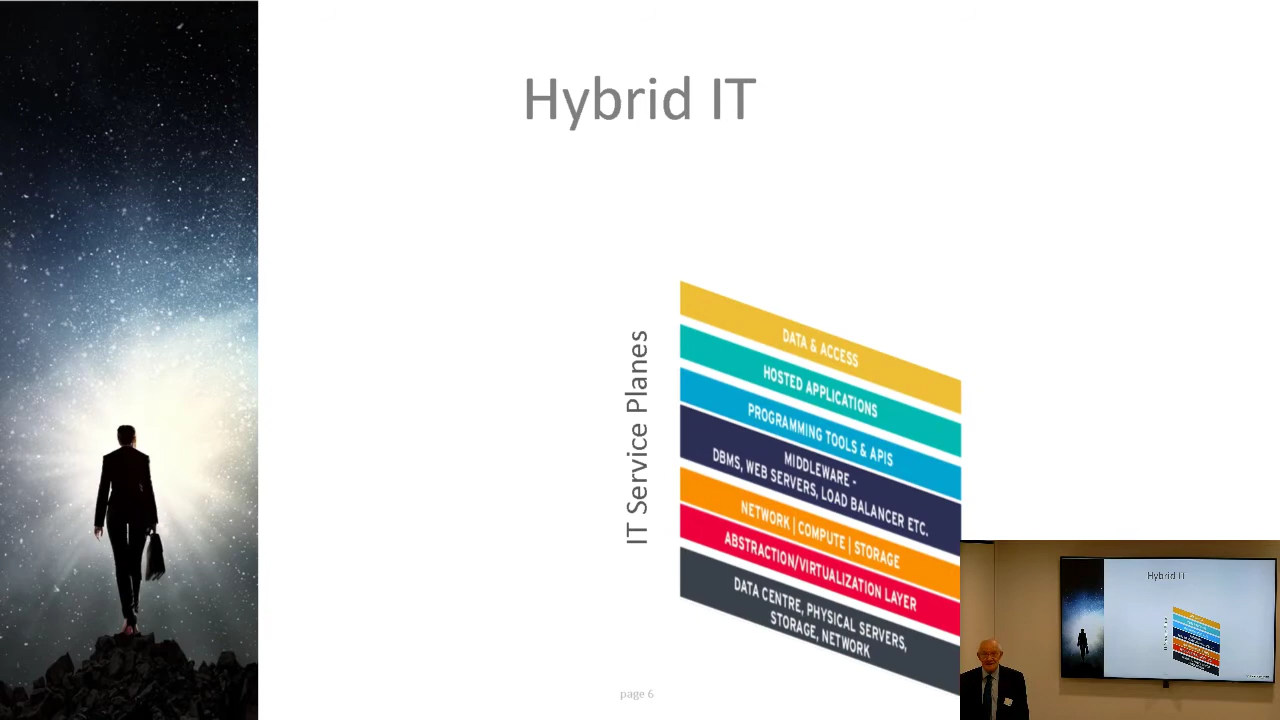 Hybrid IT
IT Service Planes
DATA & ACCESS
HOSTED APPLICATIONS
PROGRAMMING TOOLS & APIS
MIDDLEWARE -
DBMS, WEB SERVERS, LOAD BALANCER ETC.
NETWORK | COMPUTE | STORAGE
ABSTRACTION/VIRTUALIZATION LAYER
DATA CENTRE, PHYSICAL SERVERS,
STORAGE, NETWORK
page 6
Hybrid IT